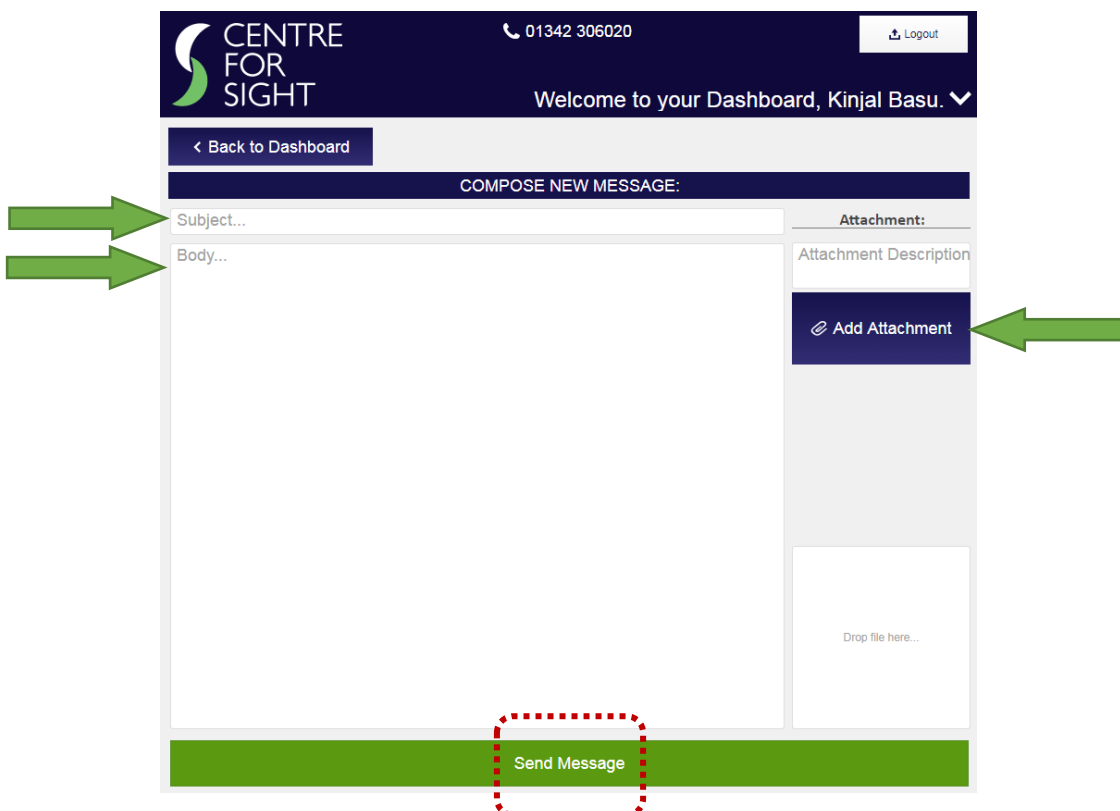 CENTRE
FOR
SIGHT
01342 306020
Logout
Welcome to your Dashboard, Kinjal Basu.
Back to Dashboard
COMPOSE NEW MESSAGE:
Subject...
Attachment:
Body...
Attachment Description
Add Attachment
Drop file here...
Send Message